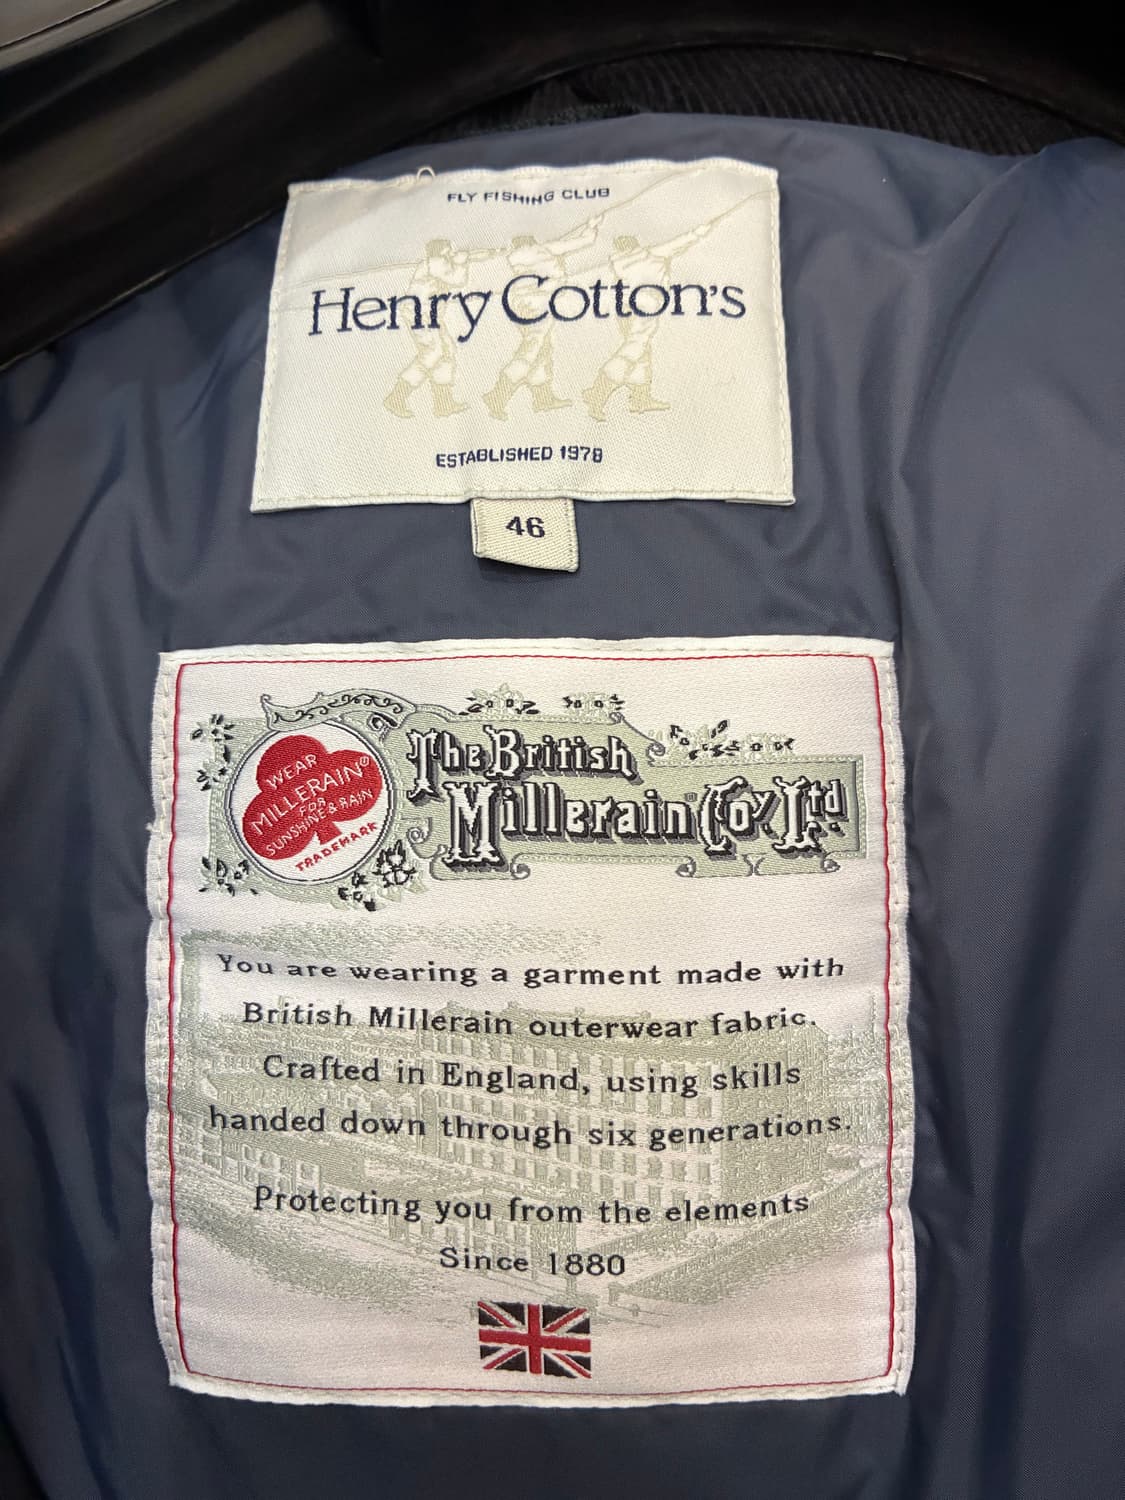 FLY FISHING CLUB
Henry Cotton's
ESTABLISHED 1978
46
WEAR
MILLERAIN®
FOR
SUNSHINE & RAIN
TRADEMARK
The British
Millerain® Coy Ltd
You are wearing a garment made with
British Millerain outerwear fabric.
Crafted in England, using skills
handed down through six generations.
Protecting you from the elements
Since 1880